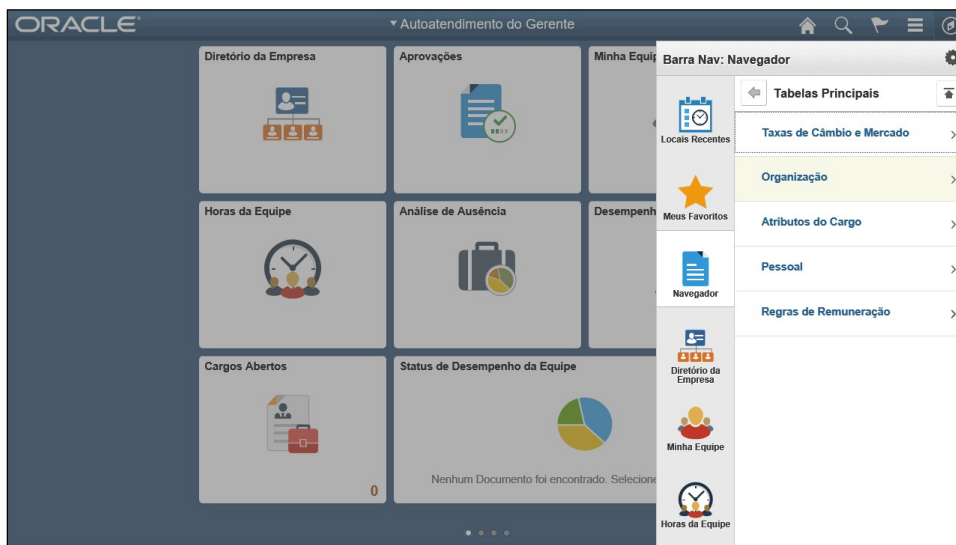 ORACLE
Autoatendimento do Gerente
Diretório da Empresa
Aprovações
Minha Equip
Horas da Equipe
Análise de Ausência
Desempenh
Cargos Abertos
0
Status de Desempenho da Equipe
Nenhum Documento foi encontrado. Selecione
Barra Nav: Navegador
Locais Recentes
Meus Favoritos
Navegador
Diretório da
Empresa
Minha Equipe
Horas da Equipe
Tabelas Principais
Taxas de Câmbio e Mercado
Organização
Atributos do Cargo
Pessoal
Regras de Remuneração